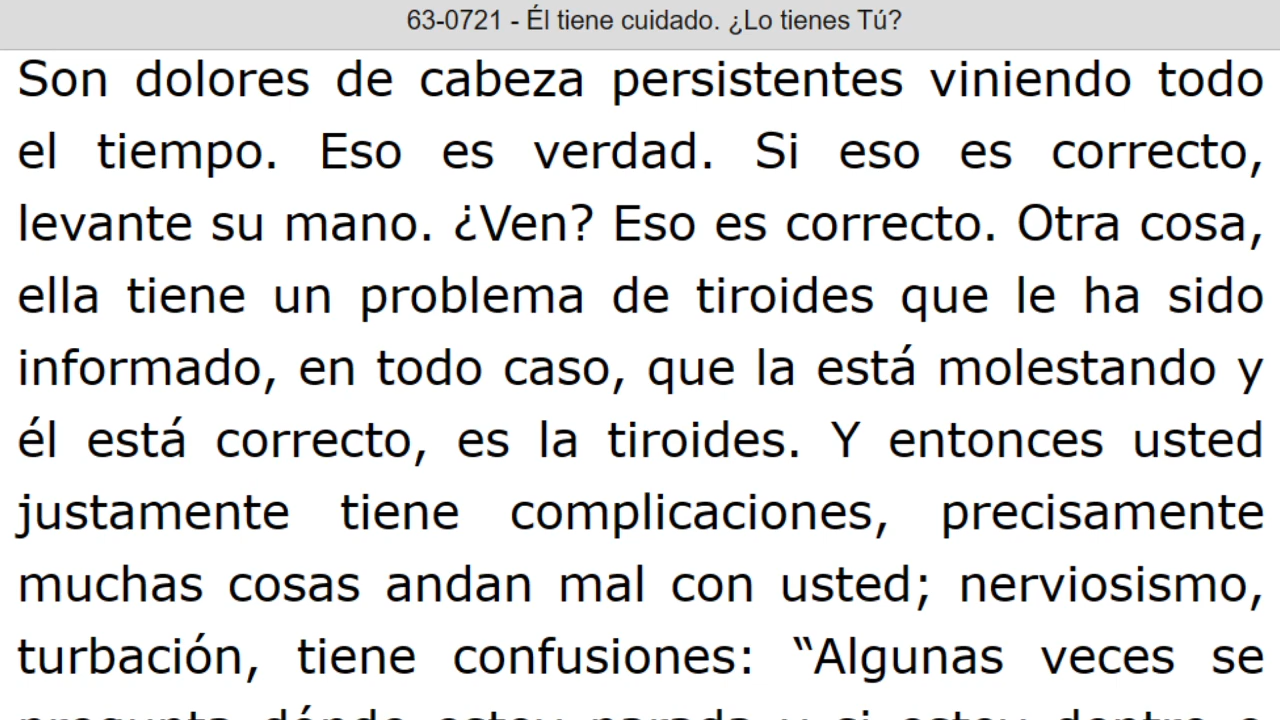 63-0721 - Él tiene cuidado. ¿Lo tienes Tú?
Son dolores de cabeza persistentes viniendo todo
el tiempo. Eso es verdad. Si eso es correcto,
levante su mano. ¿Ven? Eso es correcto. Otra cosa,
ella tiene un problema de tiroides que le ha sido
informado, en todo caso, que la está molestando y
él está correcto, es la tiroides. Y entonces usted
justamente tiene complicaciones, precisamente
muchas cosas andan mal con usted; nerviosismo,
turbación, tiene confusiones: “Algunas veces se